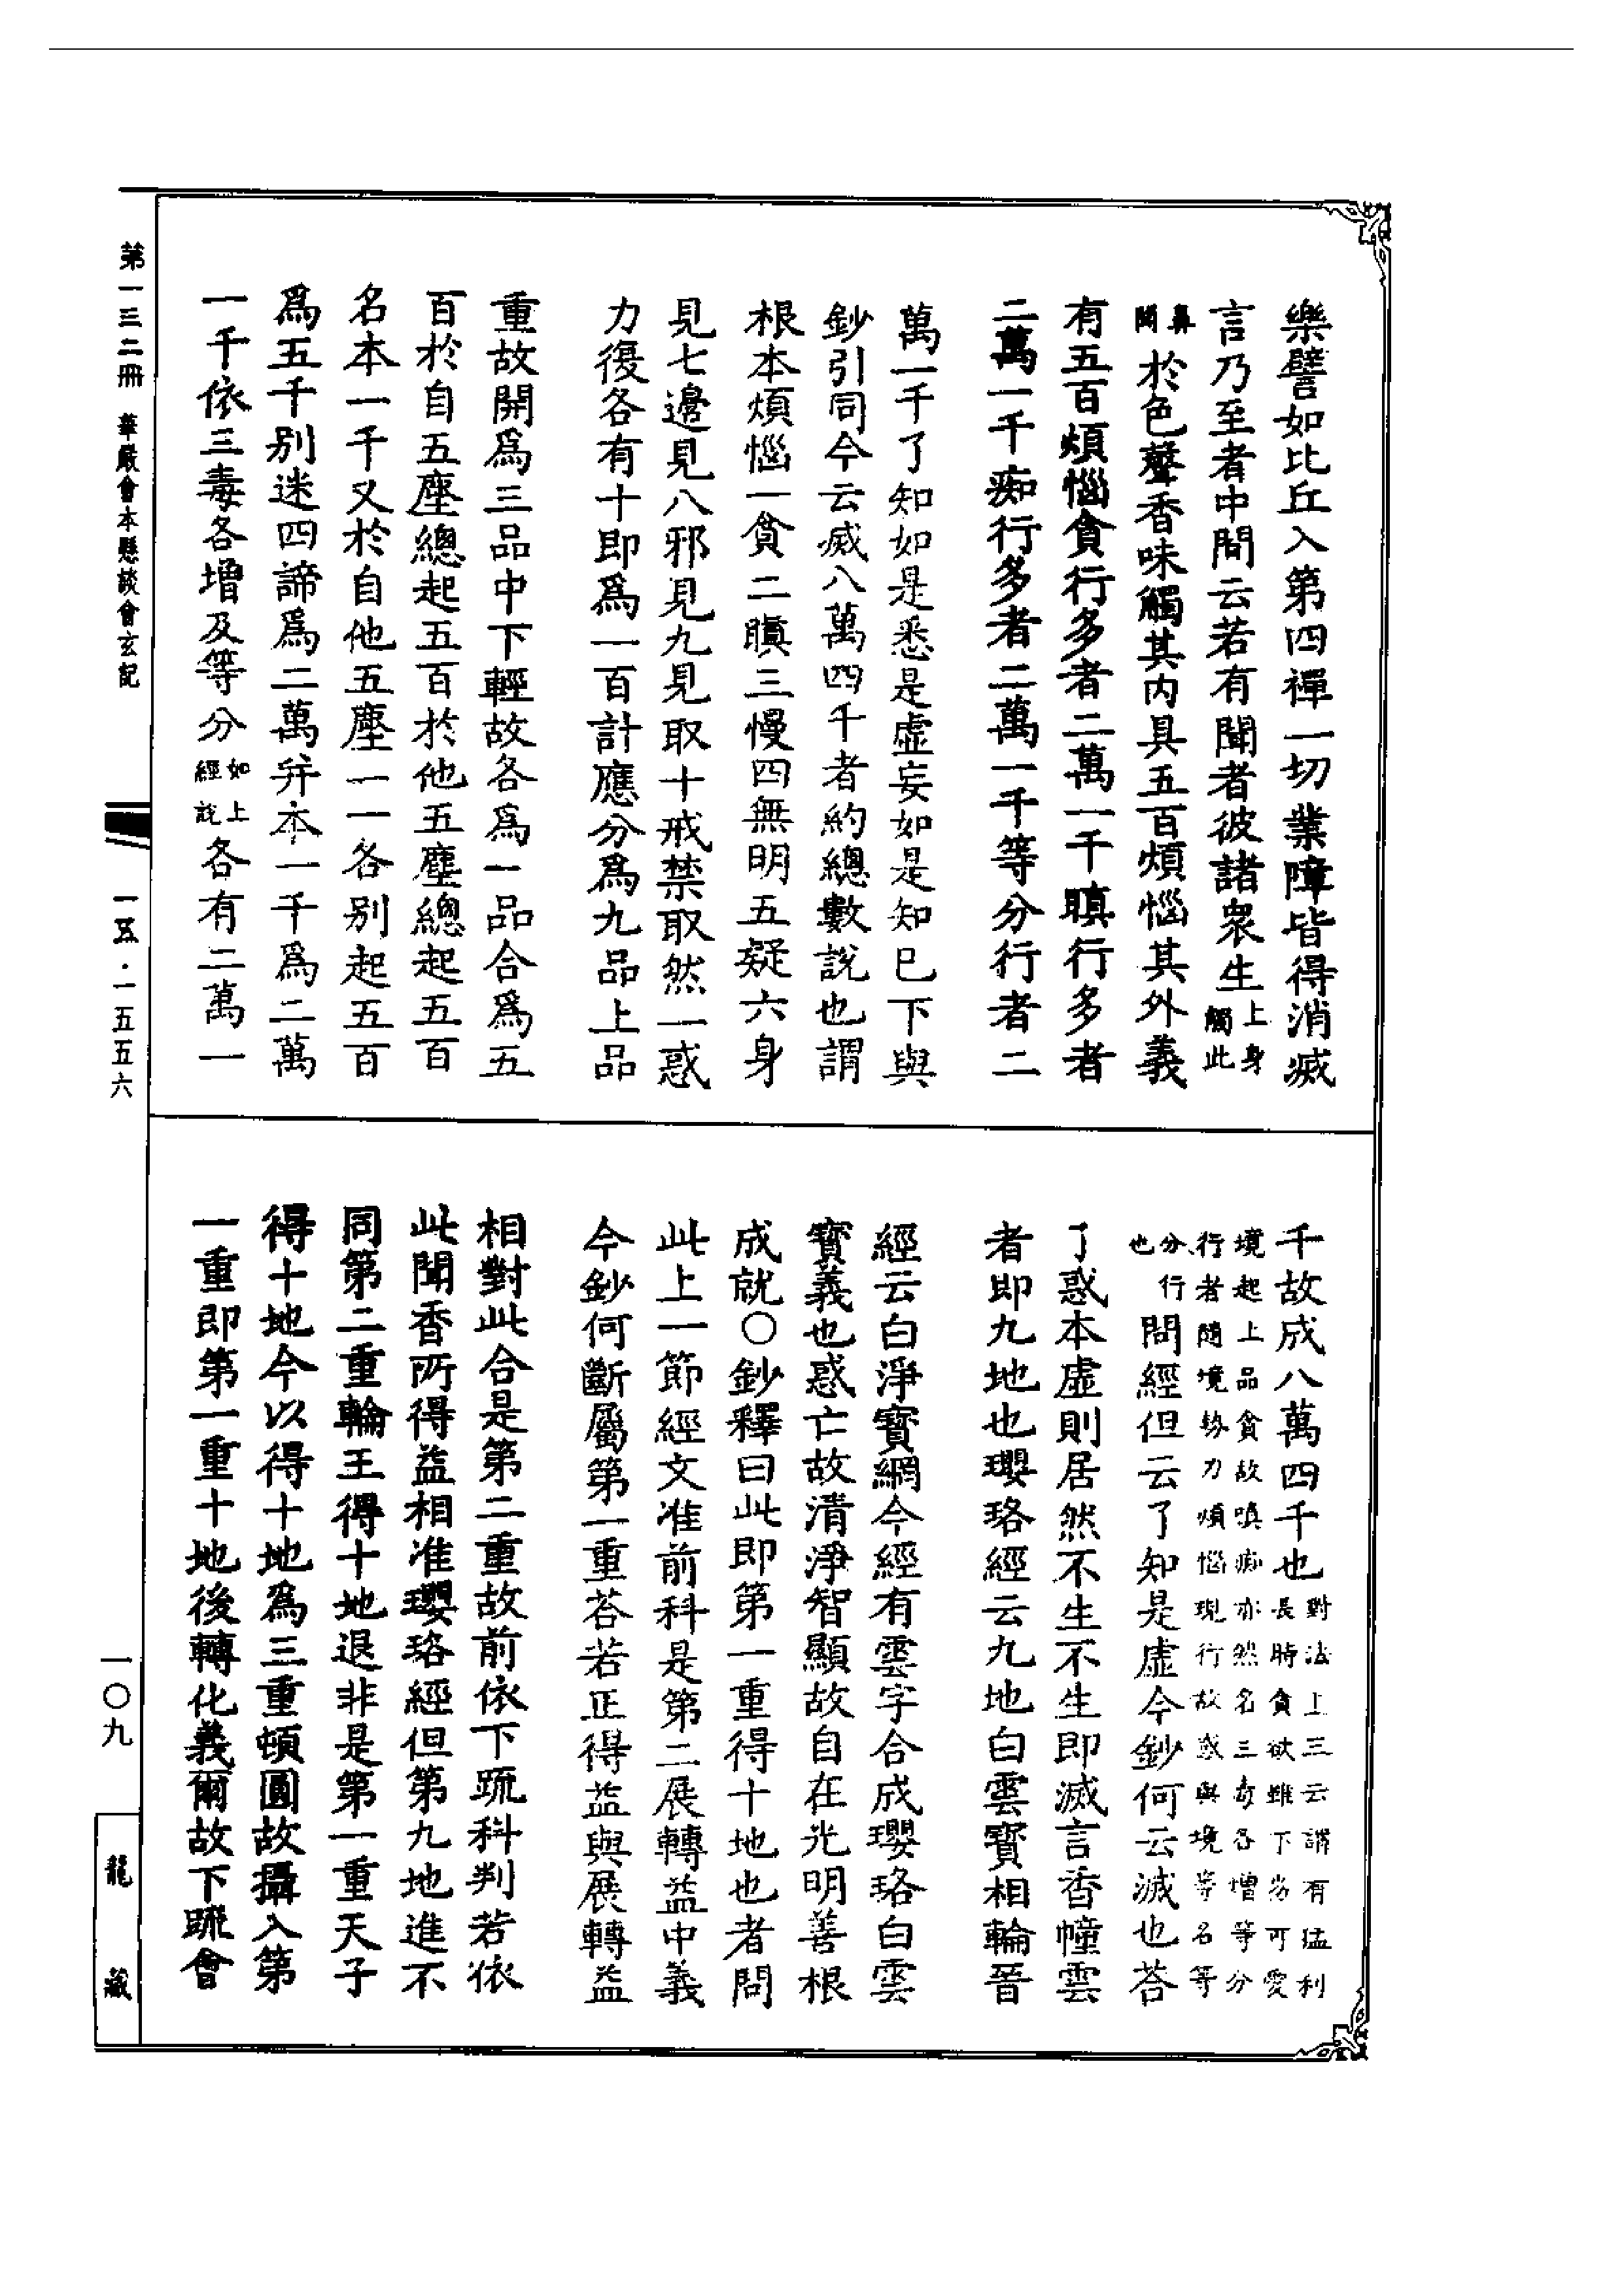 樂譬如比丘入第四禪一切業障皆得消滅
言乃至者中間云若有聞者彼諸衆生上身觸此
鼻聞於色聲香味觸其内具五百煩惱其外義
有五百煩惱貪行多者二萬一千瞋行多者
二萬一千痴行多者二萬一千等分行者二
萬一千了知如是悉是虛妄如是知已下與
鈔引同今云滅八萬四千者約總數說也謂
根本煩惱一貪二瞋三慢四無明五疑六身
見七邊見八邪見九見取十戒禁取然一惑
力復各有十即爲一百計應分爲九品上品
重故開爲三品中下輕故各爲一品合爲五
百於自五塵總起五百於他五塵總起五百
名本一千又於自他五塵一一各别起五百
爲五千别迷四諦爲二萬并本一千爲二萬
一千依三毒各增及等分如上經說各有二萬一
千故成八萬四千也對法上三云謂有猛利長時貪欲雖下劣可愛
境起上品貪故嗔痴亦然名三毒各增等分行者隨境勢力煩惱現行故惑與境等名等
分行也問經但云了知是虛今鈔何云滅也荅
了惑本虛則居然不生不生即滅言香幢雲
者即九地也瓔珞經云九地白雲寶相輪晉
經云白淨寶網今經有雲字合成瓔珞白雲
寳義也惑亡故清淨智顯故自在光明善根
成就○鈔釋曰此即第一重得十地也者問
此上一節經文准前科是第二展轉益中義
今鈔何斷屬第一重荅若正得益與展轉益
相對此合是第二重故前依下䟽科判若依
此聞香所得益相准瓔珞經但第九地進不
同第二重輪王得十地退非是第一重天子
得十地今以得十地爲三重頓圓故攝入第
一重即第一重十地後轉化義爾故下䟽會
第一三二冊 華嚴會本懸談會玄記
一五·一五五六
一〇九
龍藏